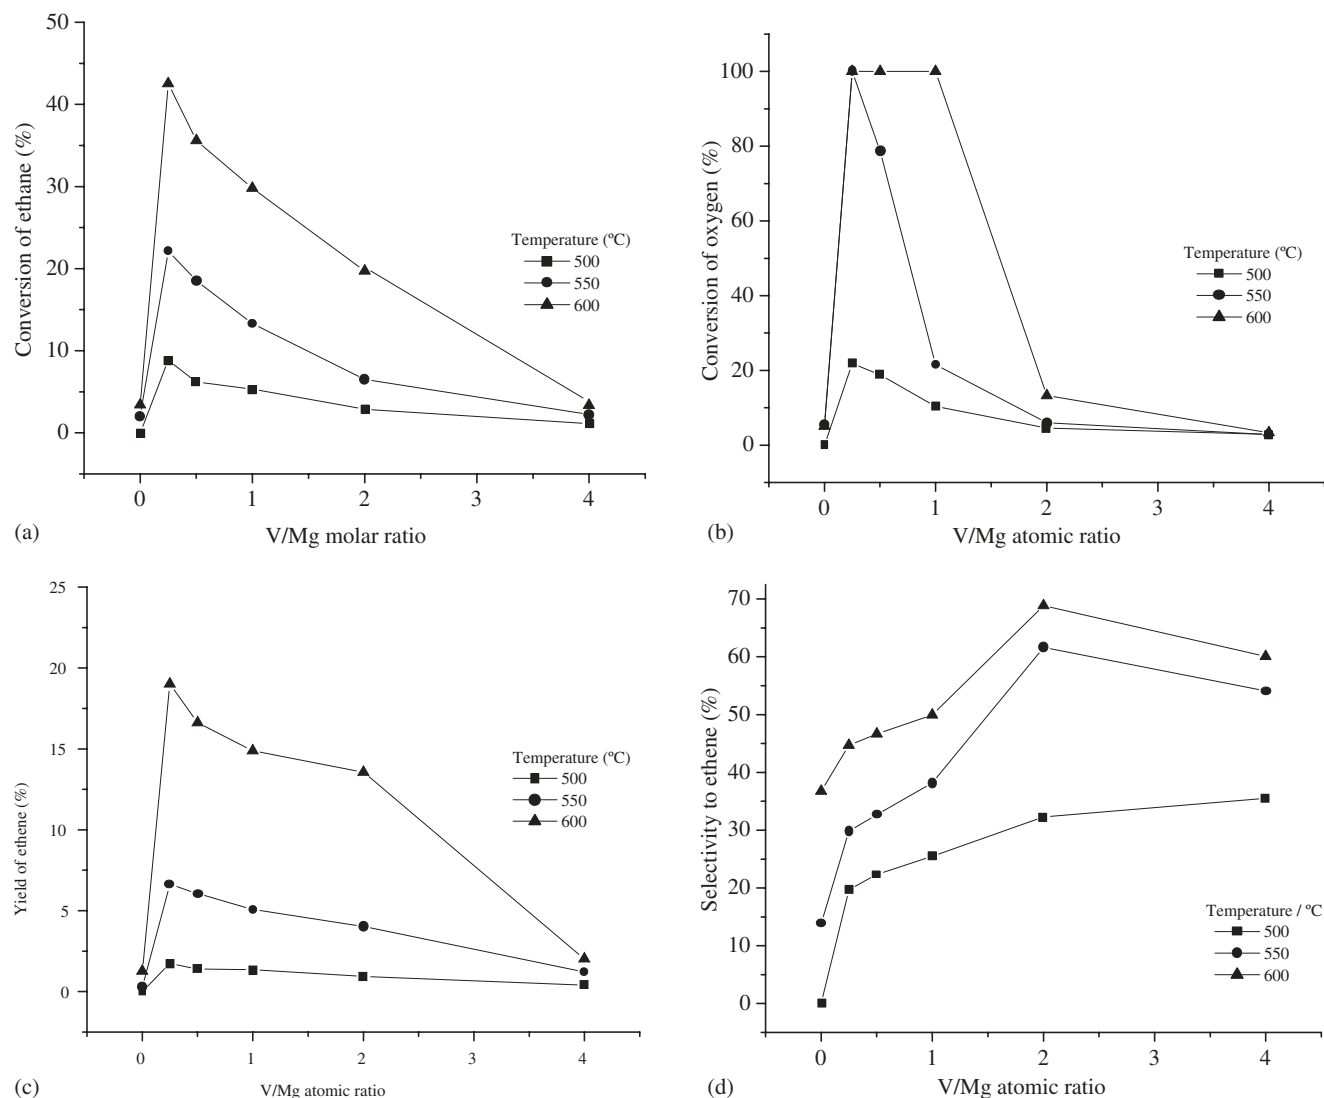 50
40
30
20
10
0
Conversion of ethane (%)
Temperature (ºC)
500
550
600
0 1 2 3 4
V/Mg molar ratio
(a)
100
80
60
40
20
0
Conversion of oxygen (%)
Temperature (ºC)
500
550
600
0 1 2 3 4
V/Mg atomic ratio
(b)
25
20
15
10
5
0
Yield of ethene (%)
Temperature (ºC)
500
550
600
0 1 2 3 4
V/Mg atomic ratio
(c)
70
60
50
40
30
20
10
0
Selectivity to ethene (%)
Temperature / ºC
500
550
600
0 1 2 3 4
V/Mg atomic ratio
(d)